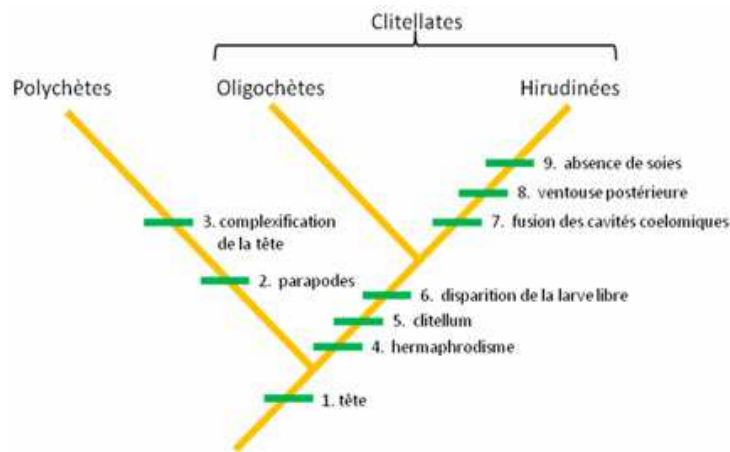 Clitellates
Polychètes
Oligochètes
Hirudinées
9. absence de soies
8. ventouse postérieure
7. fusion des cavités coelomiques
3. complexification
de la tête
2. parapodes
6. disparition de la larve libre
5. clitellum
4. hermaphrodisme
1. tête